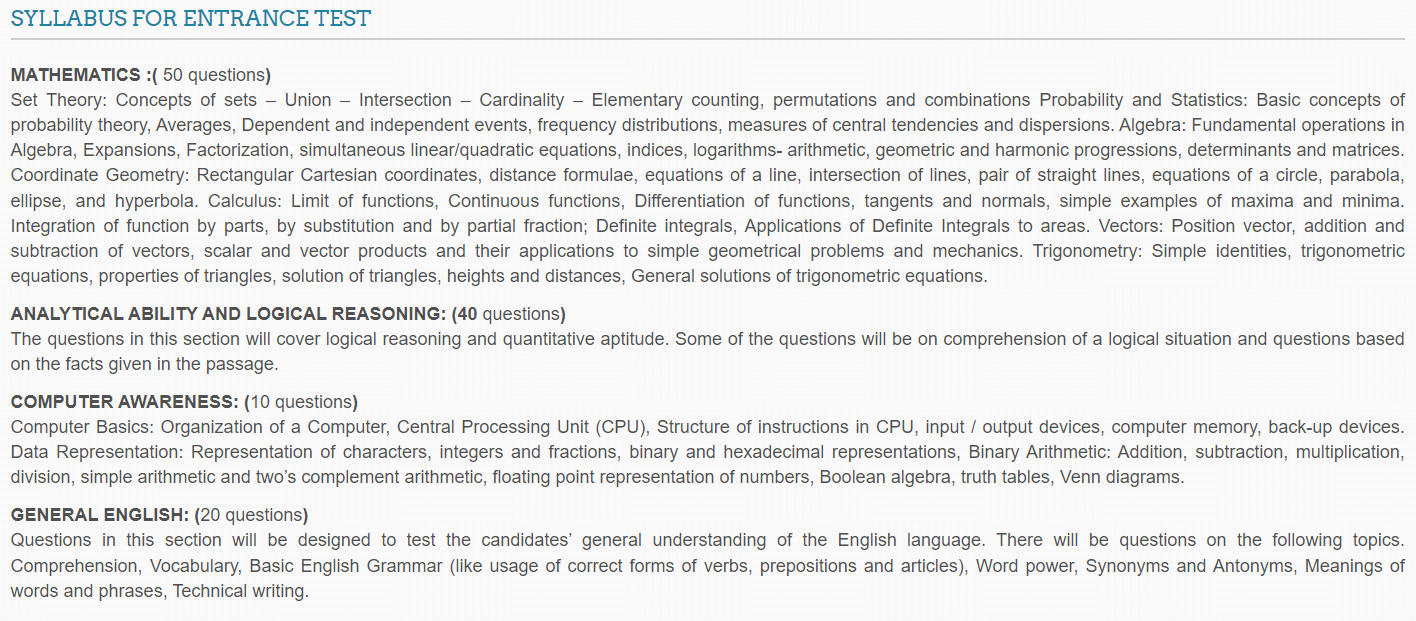 SYLLABUS FOR ENTRANCE TEST
MATHEMATICS :( 50 questions)
Set Theory: Concepts of sets – Union – Intersection – Cardinality – Elementary counting, permutations and combinations Probability and Statistics: Basic concepts of
probability theory, Averages, Dependent and independent events, frequency distributions, measures of central tendencies and dispersions. Algebra: Fundamental operations in
Algebra, Expansions, Factorization, simultaneous linear/quadratic equations, indices, logarithms- arithmetic, geometric and harmonic progressions, determinants and matrices.
Coordinate Geometry: Rectangular Cartesian coordinates, distance formulae, equations of a line, intersection of lines, pair of straight lines, equations of a circle, parabola,
ellipse, and hyperbola. Calculus: Limit of functions, Continuous functions, Differentiation of functions, tangents and normals, simple examples of maxima and minima.
Integration of function by parts, by substitution and by partial fraction; Definite integrals, Applications of Definite Integrals to areas. Vectors: Position vector, addition and
subtraction of vectors, scalar and vector products and their applications to simple geometrical problems and mechanics. Trigonometry: Simple identities, trigonometric
equations, properties of triangles, solution of triangles, heights and distances, General solutions of trigonometric equations.
ANALYTICAL ABILITY AND LOGICAL REASONING: (40 questions)
The questions in this section will cover logical reasoning and quantitative aptitude. Some of the questions will be on comprehension of a logical situation and questions based
on the facts given in the passage.
COMPUTER AWARENESS: (10 questions)
Computer Basics: Organization of a Computer, Central Processing Unit (CPU), Structure of instructions in CPU, input / output devices, computer memory, back-up devices.
Data Representation: Representation of characters, integers and fractions, binary and hexadecimal representations, Binary Arithmetic: Addition, subtraction, multiplication,
division, simple arithmetic and two’s complement arithmetic, floating point representation of numbers, Boolean algebra, truth tables, Venn diagrams.
GENERAL ENGLISH: (20 questions)
Questions in this section will be designed to test the candidates’ general understanding of the English language. There will be questions on the following topics.
Comprehension, Vocabulary, Basic English Grammar (like usage of correct forms of verbs, prepositions and articles), Word power, Synonyms and Antonyms, Meanings of
words and phrases, Technical writing.